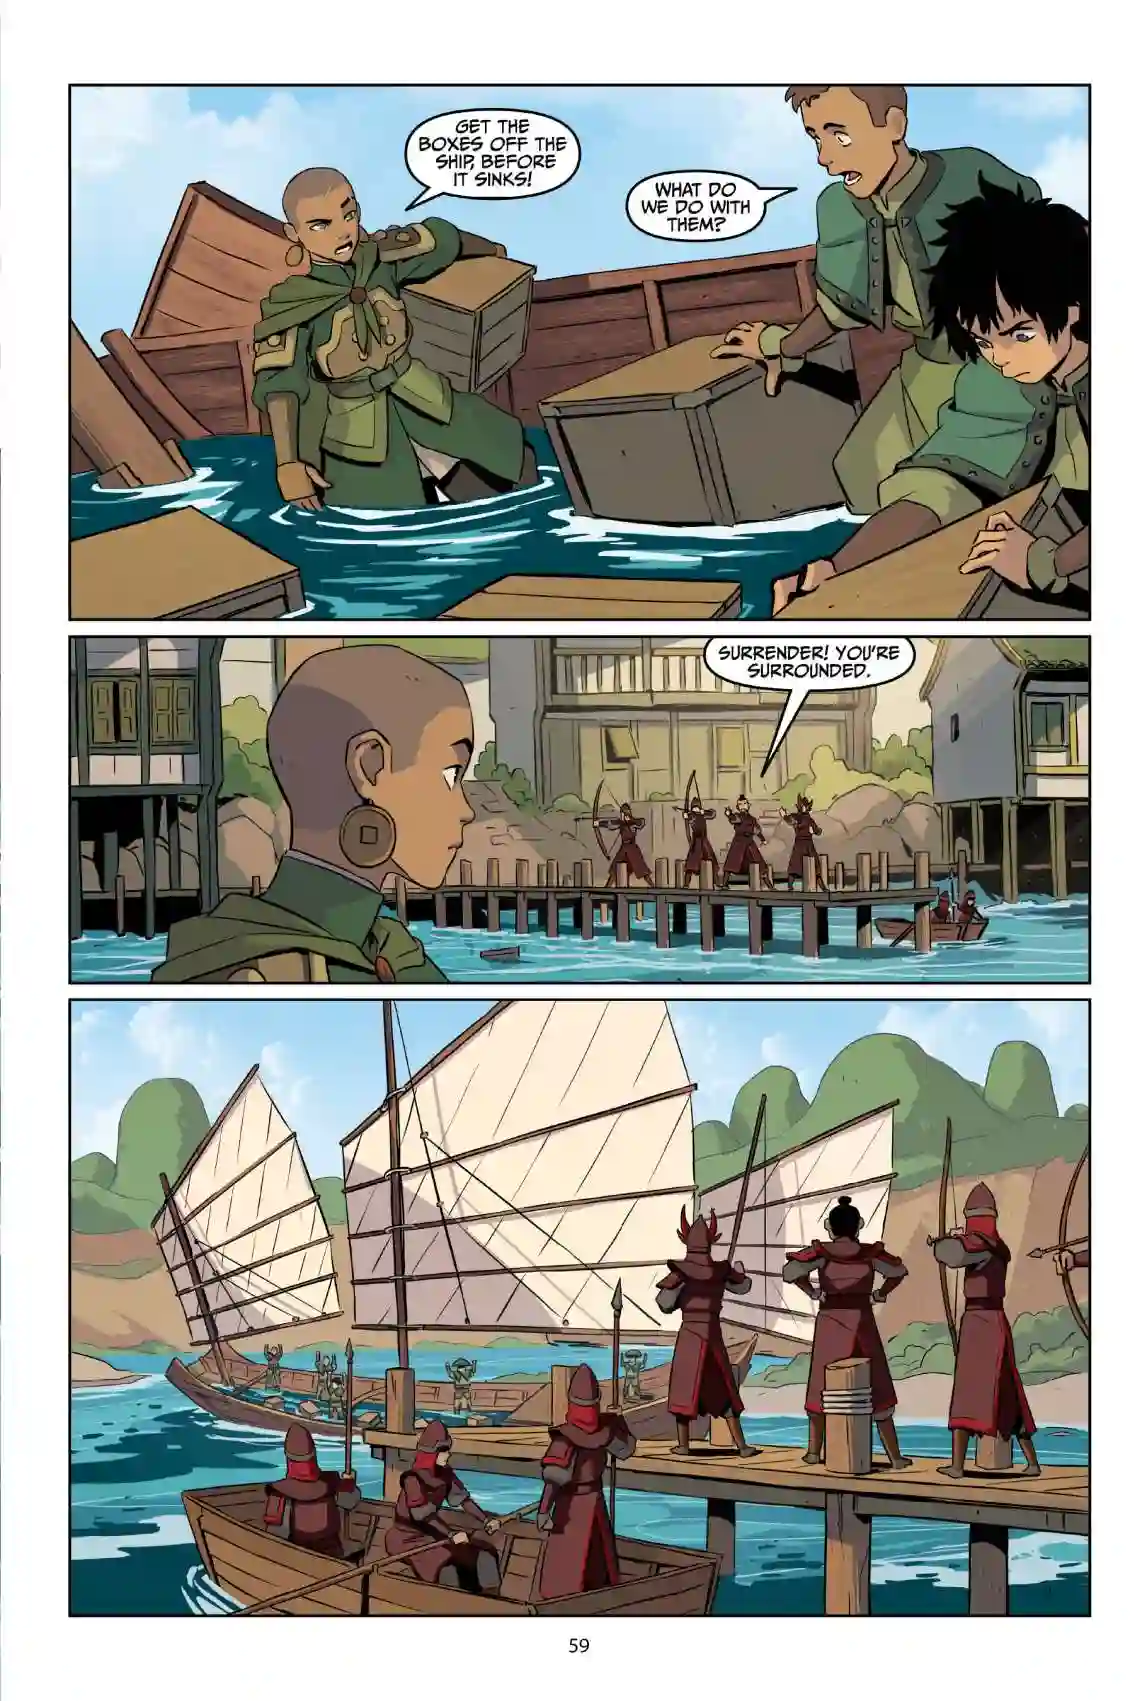 GET THE
BOXES OFF THE
SHIP, BEFORE
IT SINKS!
WHAT DO
WE DO WITH
THEM?
SURRENDER! YOU'RE
SURROUNDED.
59